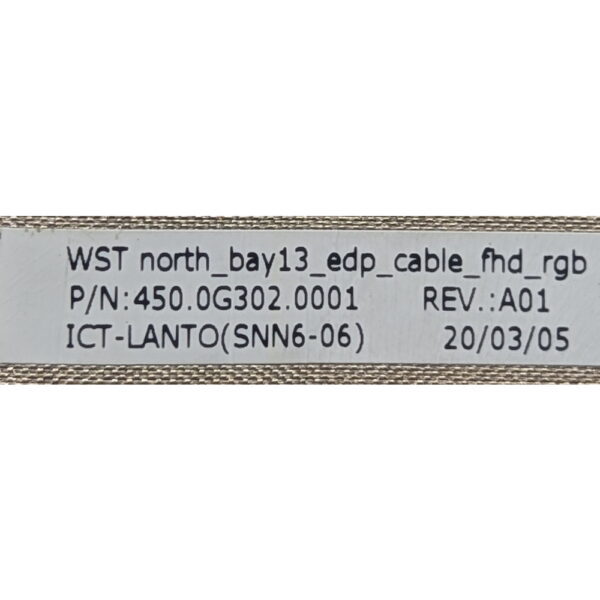 WST north_bay13_edp_cable_fhd_rgb
P/N:450.0G302.0001 REV.:A01
ICT-LANTO(SNN6-06) 20/03/05